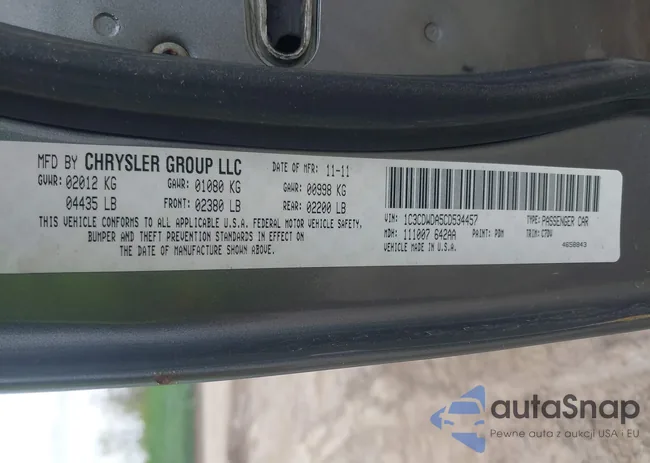 MFD BY CHRYSLER GROUP LLC DATE OF MFR: 11-11
GVWR: 02012 KG GAWR: 01080 KG GAWR: 00998 KG
04435 LB FRONT: 02380 LB REAR: 02200 LB
THIS VEHICLE CONFORMS TO ALL APPLICABLE U.S.A. FEDERAL MOTOR VEHICLE SAFETY,
BUMPER AND THEFT PREVENTION STANDARDS IN EFFECT ON
THE DATE OF MANUFACTURE SHOWN ABOVE.
VIN: 1C3CDWDA5CD534457 TYPE: PASSENGER CAR
MDH: 111007 642AA PAINT: PDM TRIM: C7DV
MADE IN U.S.A. 4658843
autaSnap
Pewne auta z aukcji USA i EU